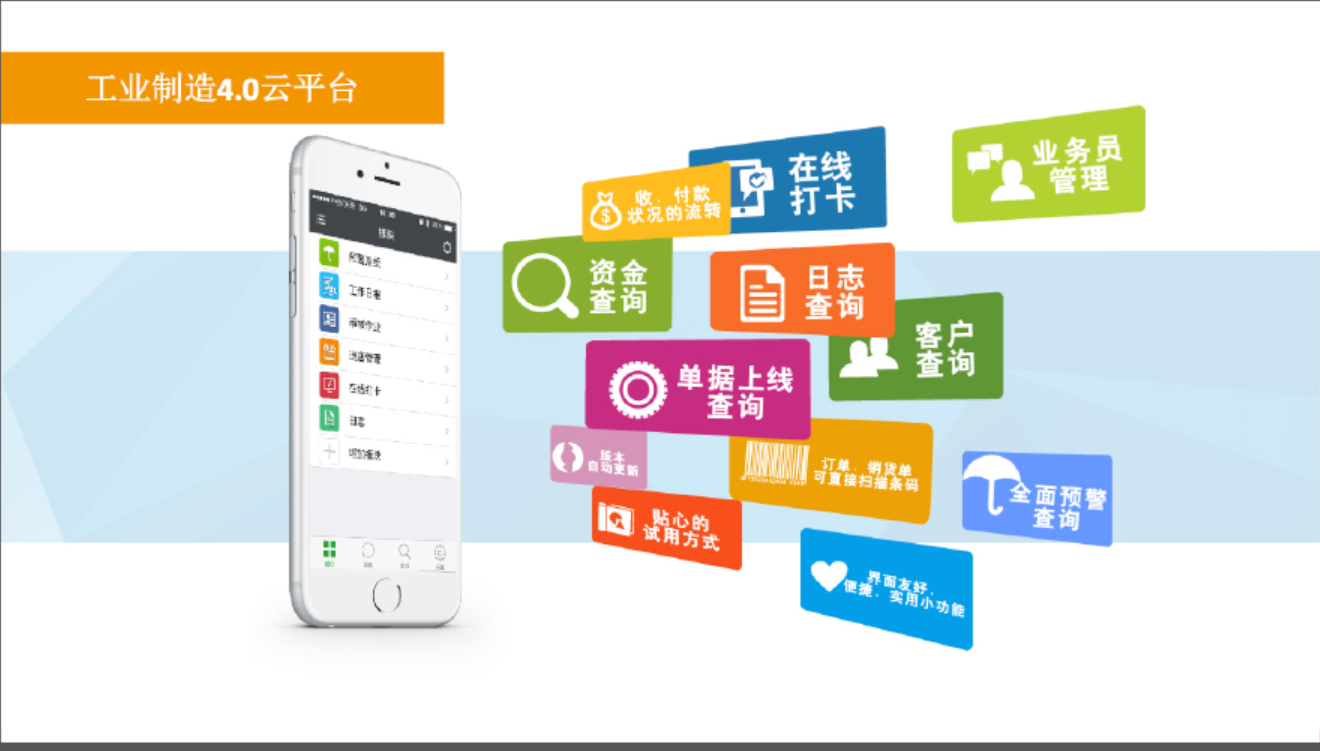 工业制造4.0云平台
在线
打卡
业务员
管理
收、付款
状况的流转
资金
查询
日志
查询
客户
查询
单据上线
查询
版本
自动更新
订单、销货单
可直接扫描条码
全面预警
查询
贴心的
试用方式
界面友好、
便捷、实用小功能
工作日报
在线打卡
日志
增加板块